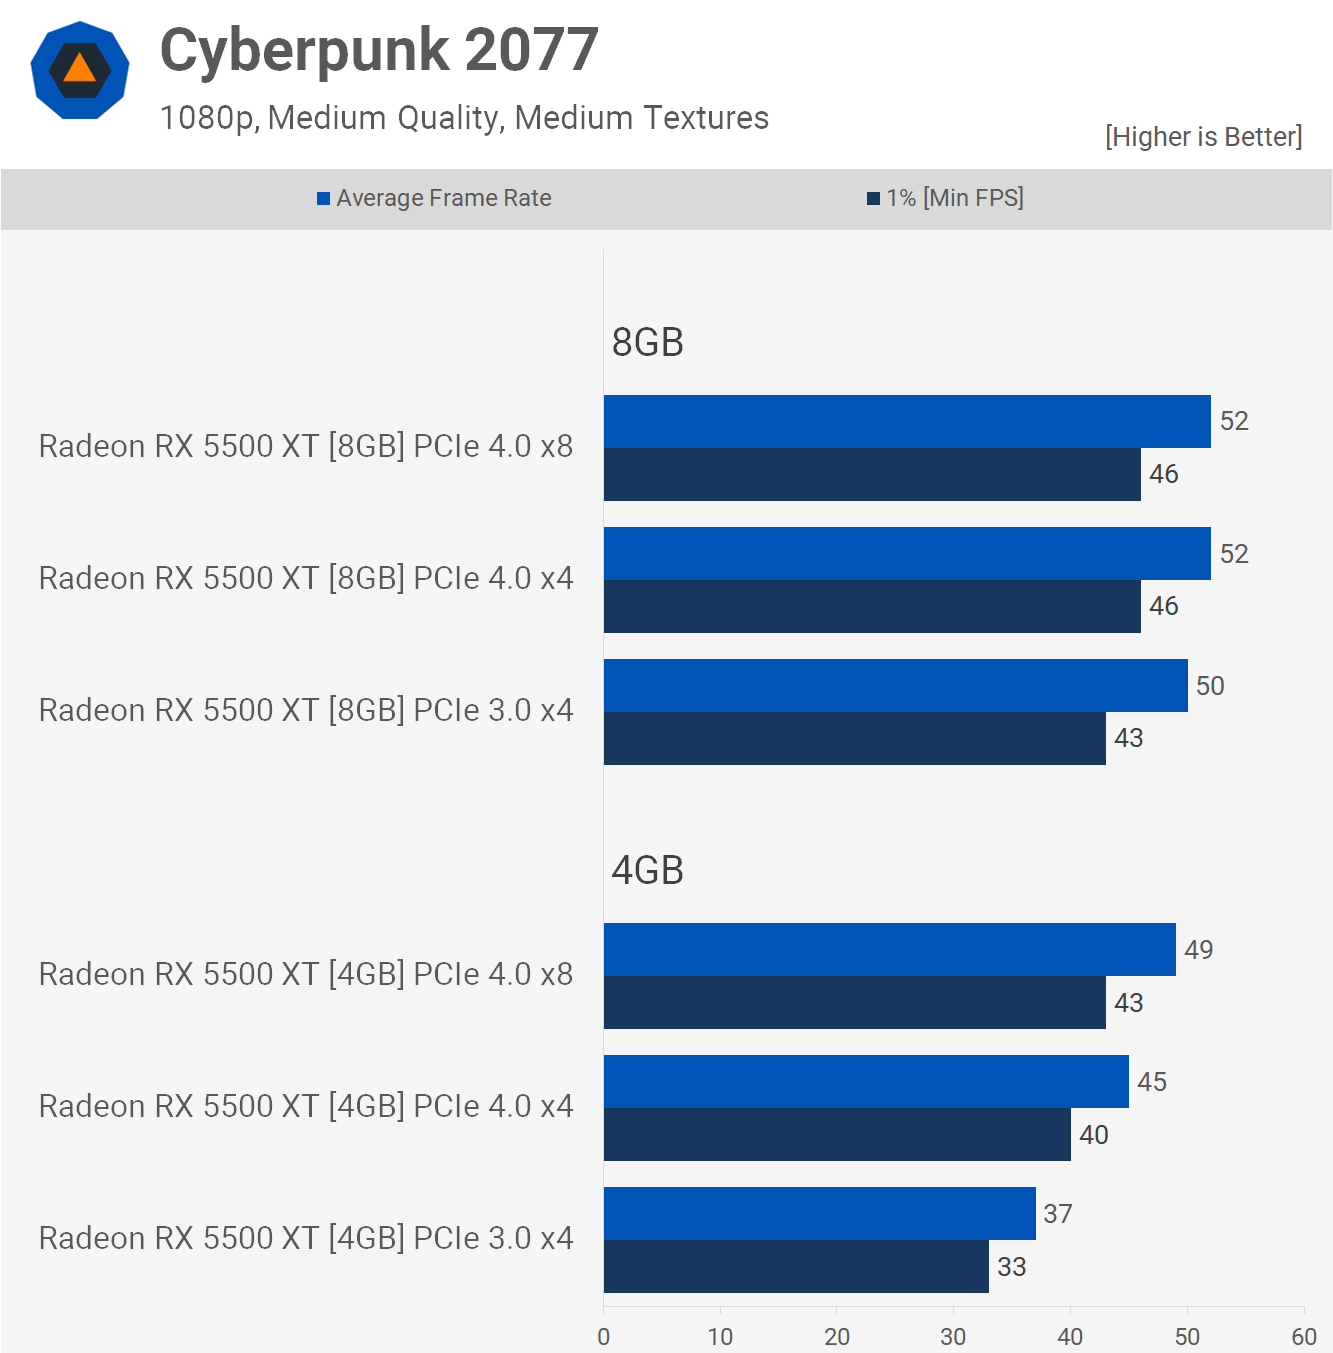 Cyberpunk 2077
1080p, Medium Quality, Medium Textures
[Higher is Better]
Average Frame Rate
1% [Min FPS]
8GB
Radeon RX 5500 XT [8GB] PCIe 4.0 x8
52
46
Radeon RX 5500 XT [8GB] PCIe 4.0 x4
52
46
Radeon RX 5500 XT [8GB] PCIe 3.0 x4
50
43
4GB
Radeon RX 5500 XT [4GB] PCIe 4.0 x8
49
43
Radeon RX 5500 XT [4GB] PCIe 4.0 x4
45
40
Radeon RX 5500 XT [4GB] PCIe 3.0 x4
37
33
0 10 20 30 40 50 60